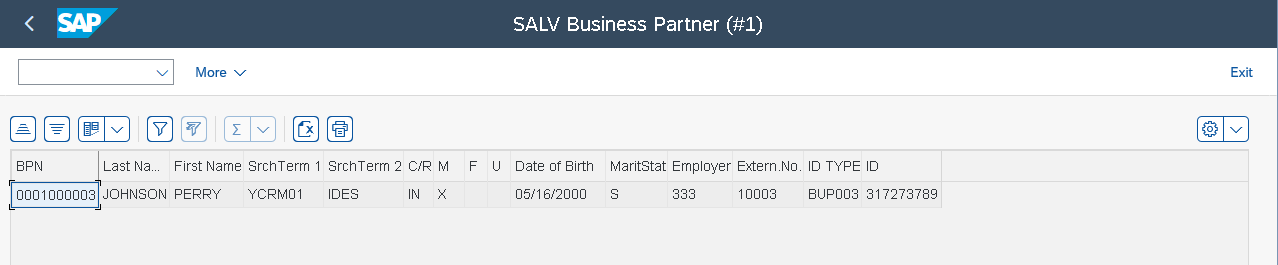 SAP SALV Business Partner (#1)
More Exit
BPN Last Na... First Name SrchTerm 1 SrchTerm 2 C/R M F U Date of Birth MaritStat Employer Extern.No. ID TYPE ID
0001000003 JOHNSON PERRY YCRM01 IDES IN X 05/16/2000 S 333 10003 BUP003 317273789